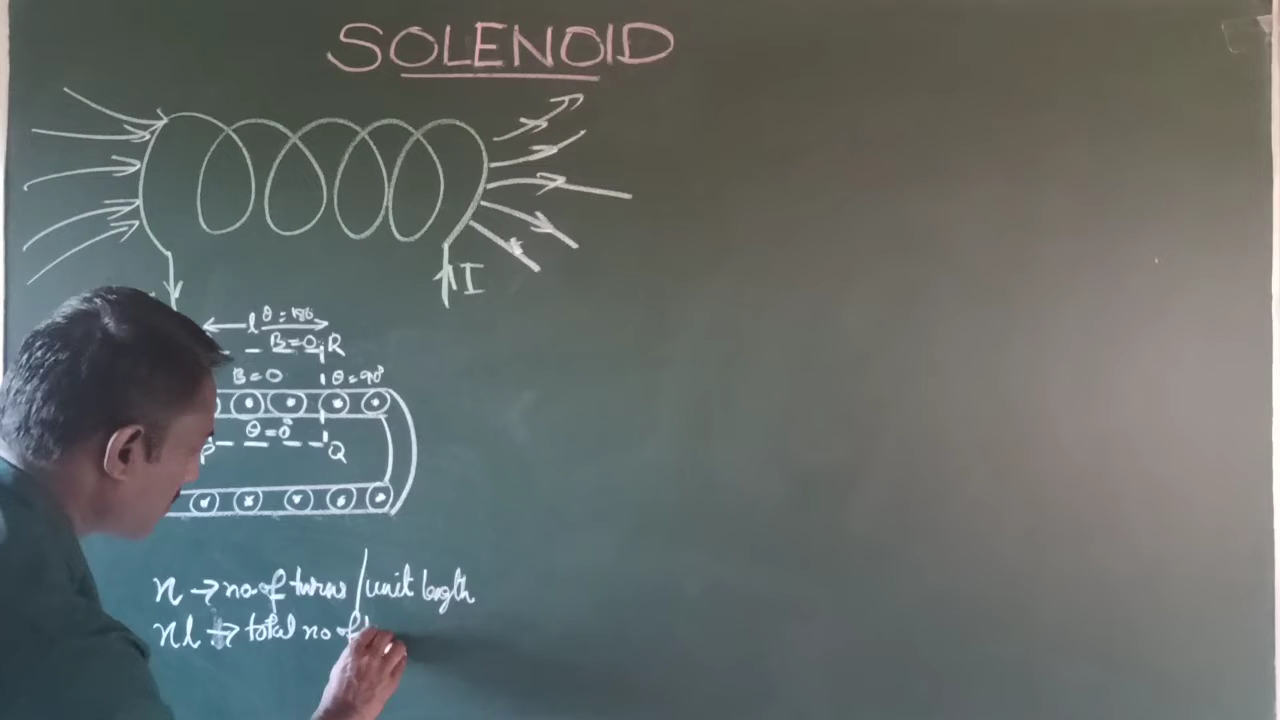 SOLENOID
I
l θ = 180
B = 0 R
B = 0 θ = 90°
θ = 0°
P Q
n → no of turns / unit length
nl → total no of